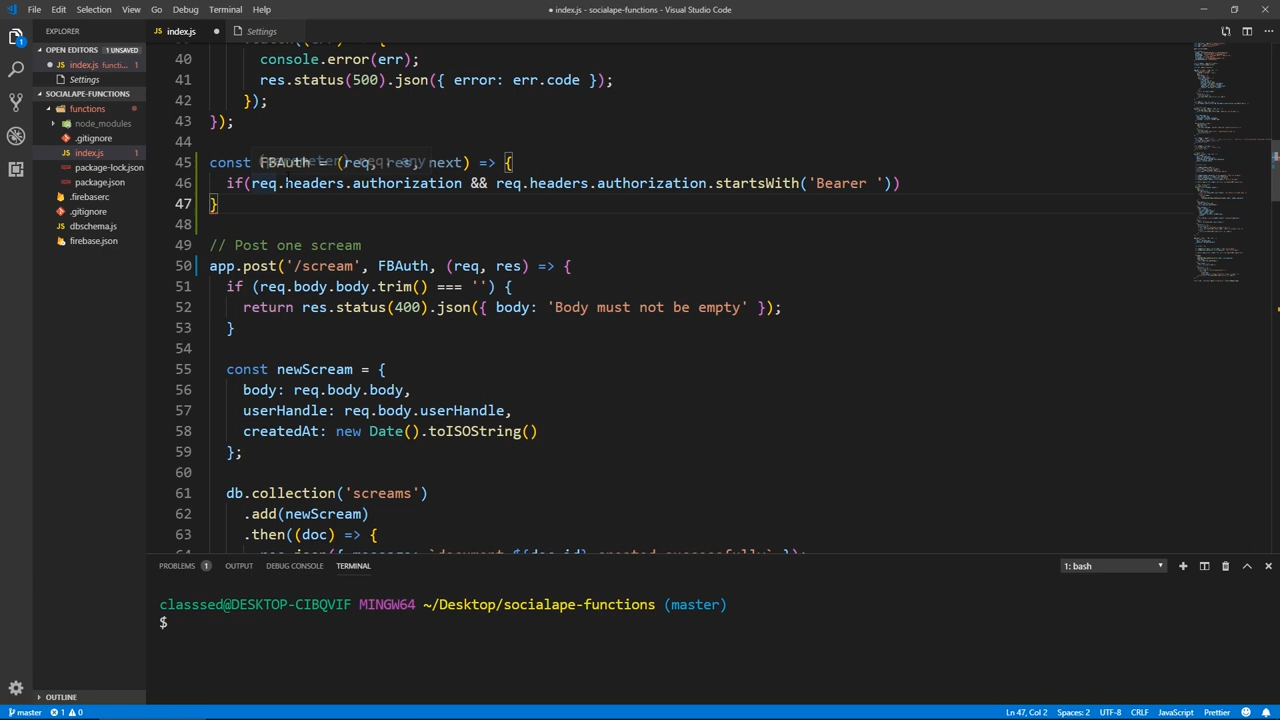 File Edit Selection View Go Debug Terminal Help
● index.js - socialape-functions - Visual Studio Code
EXPLORER
JS index.js ●
Settings
OPEN EDITORS 1 UNSAVED
● JS index.js functi... 1
Settings
SOCIALAPE-FUNCTIONS
functions
node_modules
.gitignore
JS index.js 1
package-lock.json
package.json
.firebaserc
.gitignore
dbschema.js
firebase.json
OUTLINE
40 console.error(err);
41 res.status(500).json({ error: err.code });
42 });
43 });
44
45 const FBAuth = (req, res, next) => {
46 if(req.headers.authorization && req.headers.authorization.startsWith('Bearer '))
47 }
48
49 // Post one scream
50 app.post('/scream', FBAuth, (req, res) => {
51 if (req.body.body.trim() === '') {
52 return res.status(400).json({ body: 'Body must not be empty' });
53 }
54
55 const newScream = {
56 body: req.body.body,
57 userHandle: req.body.userHandle,
58 createdAt: new Date().toISOString()
59 };
60
61 db.collection('screams')
62 .add(newScream)
63 .then((doc) => {
PROBLEMS 1 OUTPUT DEBUG CONSOLE TERMINAL
1: bash
classsed@DESKTOP-CIBQVIF MINGW64 ~/Desktop/socialape-functions (master)
$
master 1 0
Ln 47, Col 2 Spaces: 2 UTF-8 CRLF JavaScript Prettier